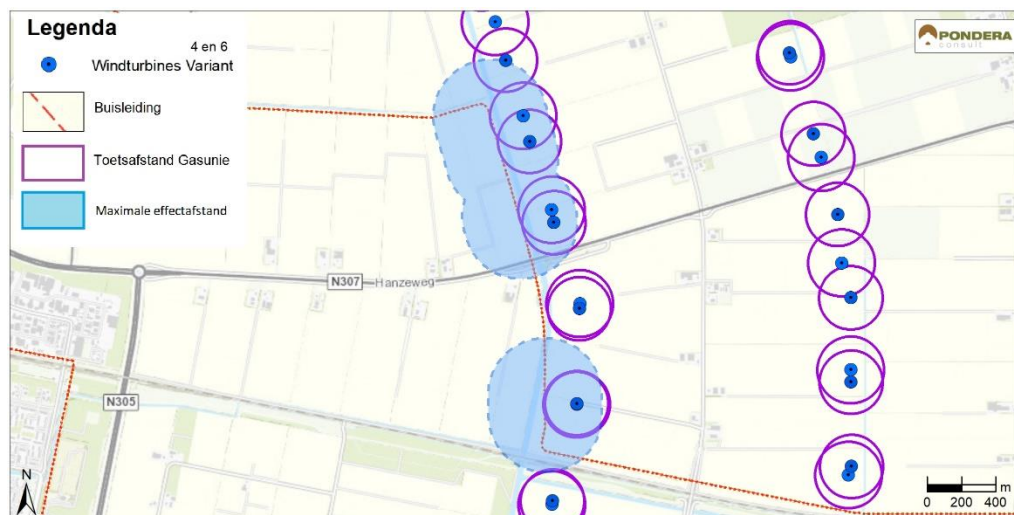 Legenda
4 en 6
Windturbines Variant
Buisleiding
Toetsafstand Gasunie
Maximale effectafstand
PONDERA
consult
N307
Hanzeweg
N305
N
0 200 400 m